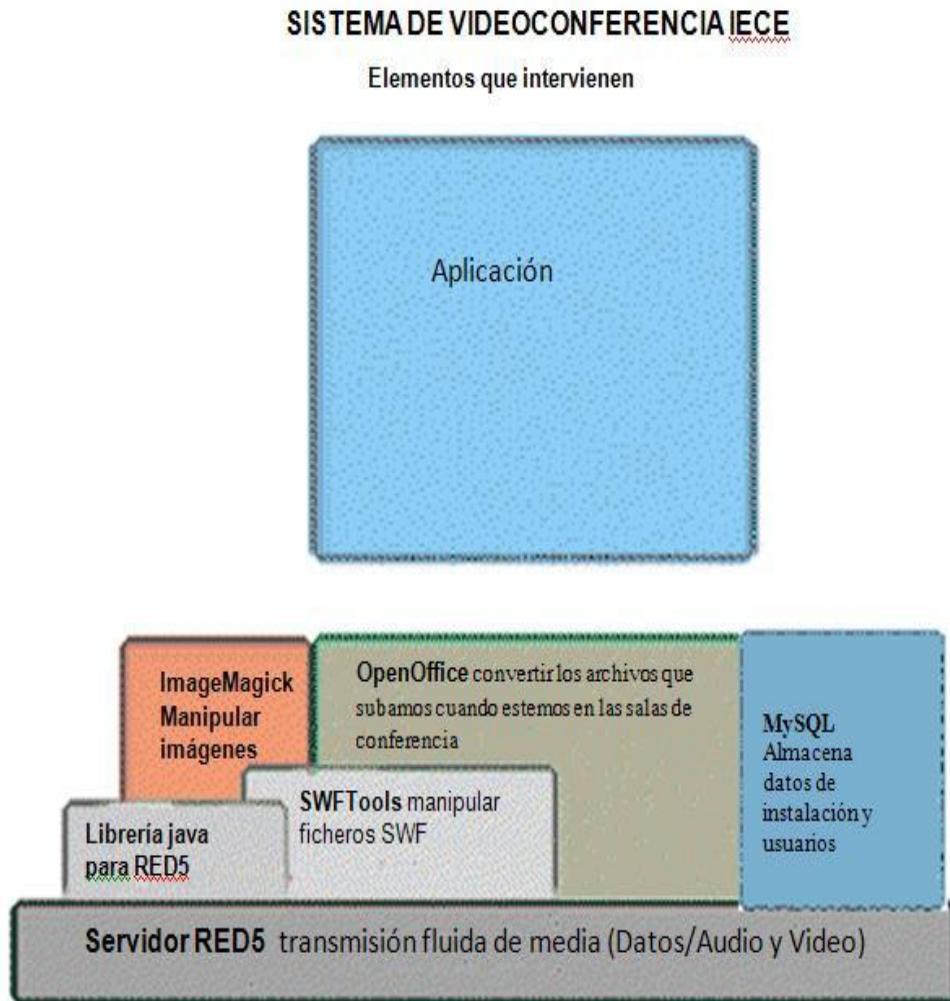 SISTEMA DE VIDEOCONFERENCIA IECE
Elementos que intervienen
Aplicación
ImageMagick
Manipular
imágenes
OpenOffice convertir los archivos que
subamos cuando estemos en las salas de
conferencia
MySQL
Almacena
datos de
instalación y
usuarios
SWFTools manipular
ficheros SWF
Librería java
para RED5
Servidor RED5 transmisión fluida de media (Datos/Audio y Video)